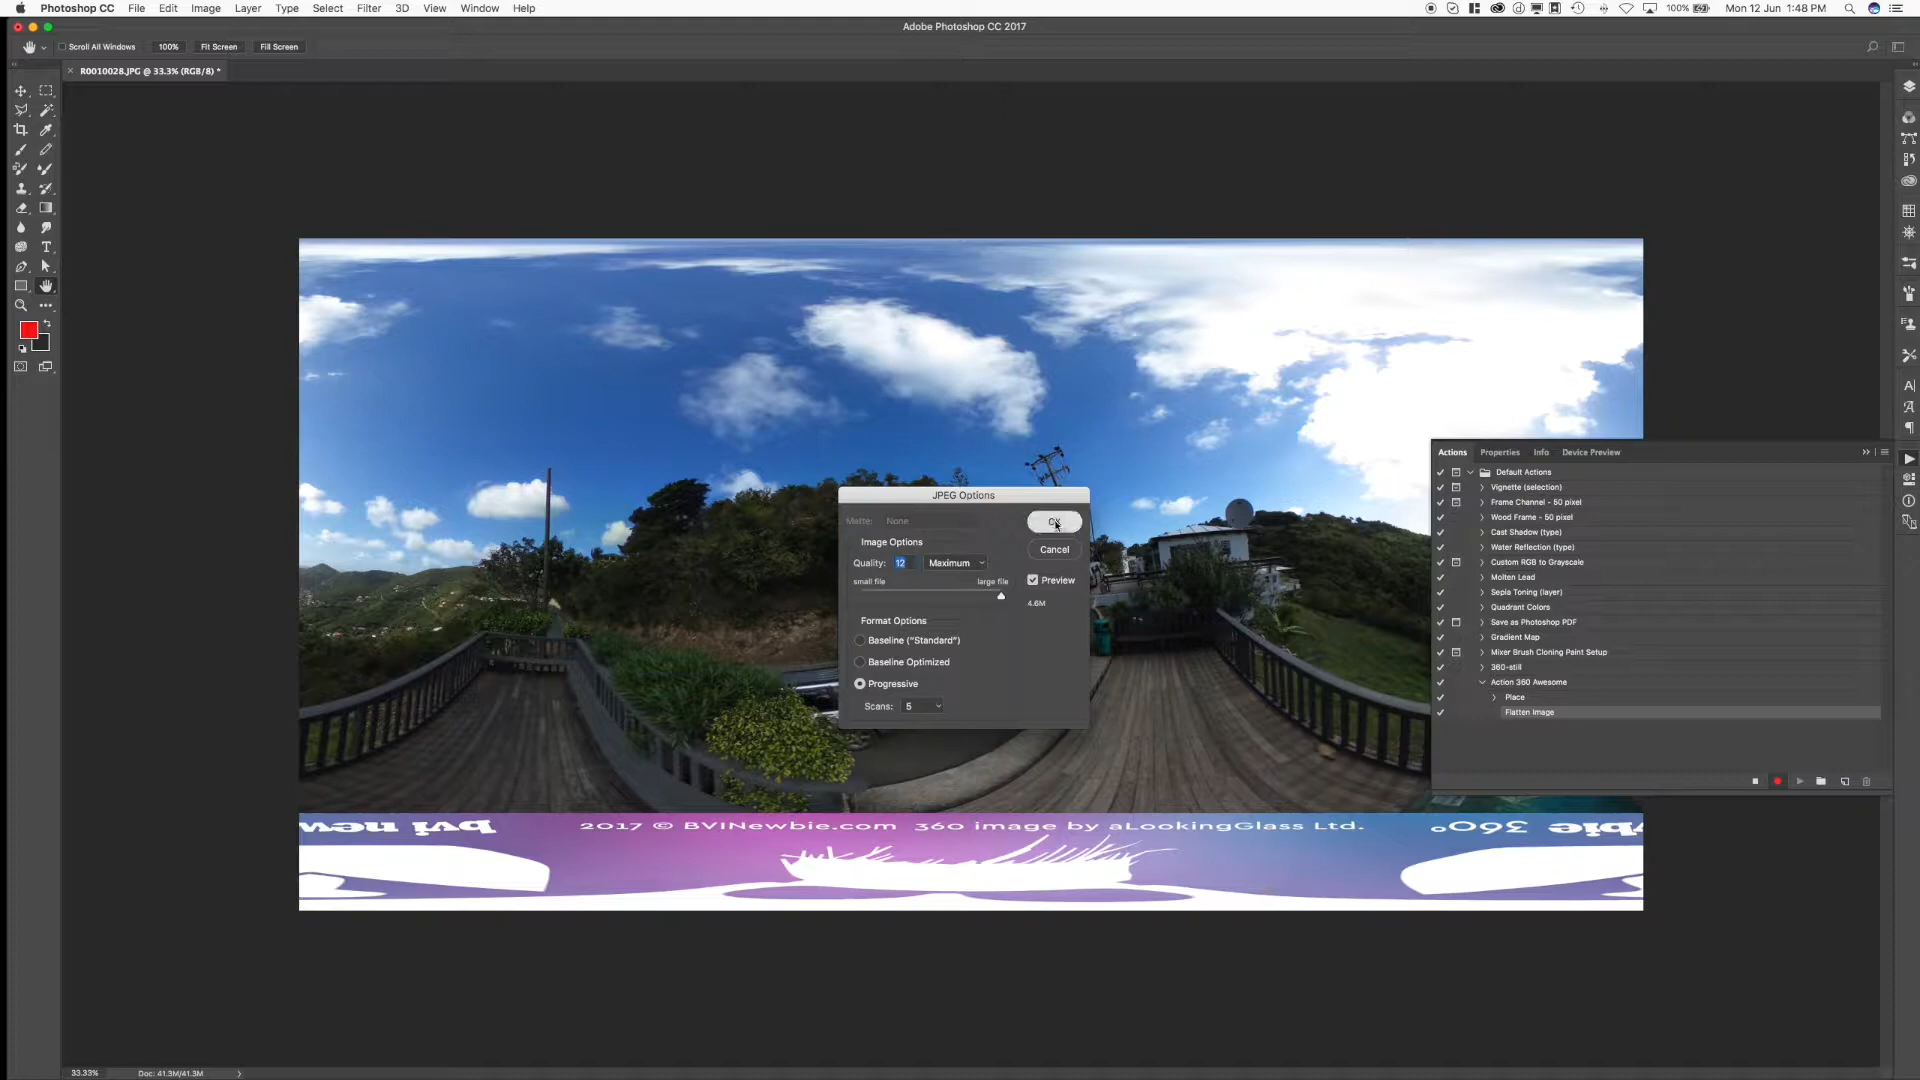 Photoshop CC File Edit Image Layer Type Select Filter 3D View Window Help
100% Mon 12 Jun 1:48 PM
Adobe Photoshop CC 2017
Scroll All Windows 100% Fit Screen Fill Screen
R0010028.JPG @ 33.3% (RGB/8) *
JPEG Options
Matte: None
OK
Image Options
Cancel
Quality: 12 Maximum
small file large file
Preview
4.6M
Format Options
Baseline ("Standard")
Baseline Optimized
Progressive
Scans: 5
Actions Properties Info Device Preview
Default Actions
Vignette (selection)
Frame Channel - 50 pixel
Wood Frame - 50 pixel
Cast Shadow (type)
Water Reflection (type)
Custom RGB to Grayscale
Molten Lead
Sepia Toning (layer)
Quadrant Colors
Save as Photoshop PDF
Gradient Map
Mixer Brush Cloning Paint Setup
360-still
Action 360 Awesome
Place
Flatten Image
bvi new 2017 © BVINewbie.com 360 image by aLookingGlass Ltd. wbie 360°
33.33% Doc: 41.3M/41.3M